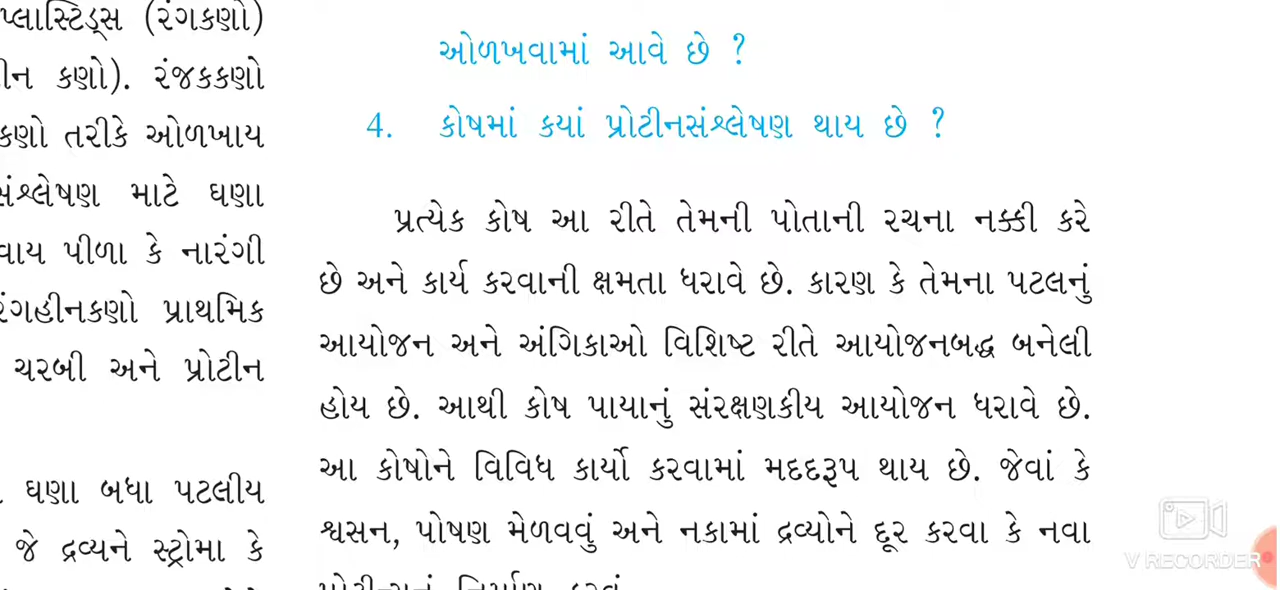 પ્લાસ્ટિડ્સ (રંગકણો)
કણો). રંજકકણો
કણો તરીકે ઓળખાય
સંશ્લેષણ માટે ઘણા
પીળા કે નારંગી
રંગહીનકણો પ્રાથમિક
ચરબી અને પ્રોટીન
ઘણા બધા પટલીય
જે દ્રવ્યને સ્ટ્રોમા કે
ઓળખવામાં આવે છે ?
4. કોષમાં કયાં પ્રોટીનસંશ્લેષણ થાય છે ?
પ્રત્યેક કોષ આ રીતે તેમની પોતાની રચના નક્કી કરે
છે અને કાર્ય કરવાની ક્ષમતા ધરાવે છે. કારણ કે તેમના પટલનું
આયોજન અને અંગિકાઓ વિશિષ્ટ રીતે આયોજનબદ્ધ બનેલી
હોય છે. આથી કોષ પાયાનું સંરક્ષણકીય આયોજન ધરાવે છે.
આ કોષોને વિવિધ કાર્યો કરવામાં મદદરૂપ થાય છે. જેવાં કે
શ્વસન, પોષણ મેળવવું અને નકામાં દ્રવ્યોને દૂર કરવા કે નવા
V RECORDER